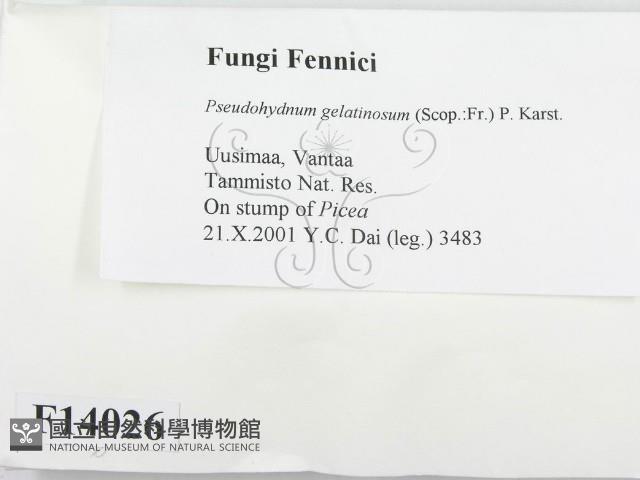 Fungi Fennici
Pseudohydnum gelatinosum (Scop.:Fr.) P. Karst.
Uusimaa, Vantaa
Tammisto Nat. Res.
On stump of Picea
21.X.2001 Y.C. Dai (leg.) 3483
F14026
國立自然科學博物館
NATIONAL MUSEUM OF NATURAL SCIENCE